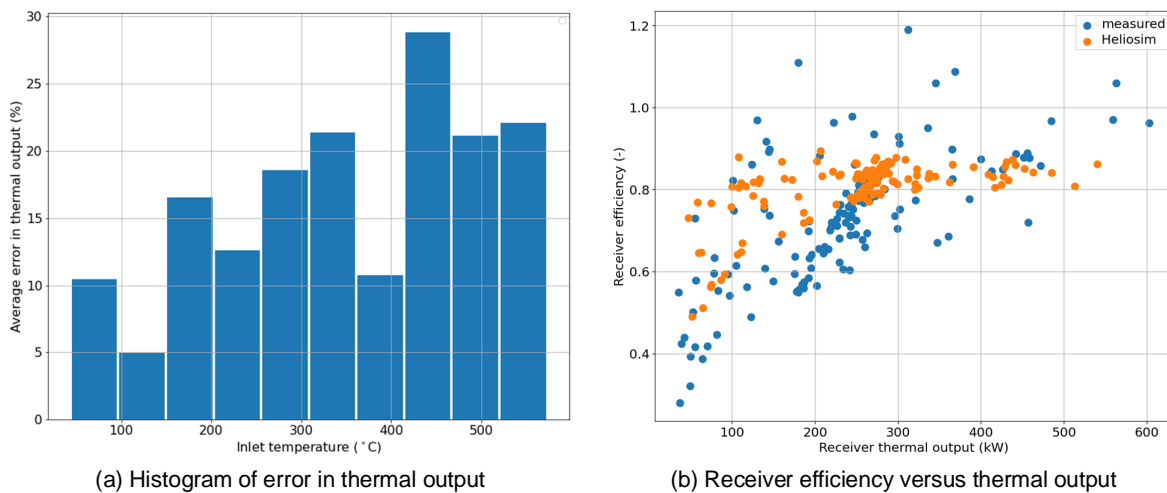 30
25
20
15
10
5
0
Average error in thermal output (%)
100 200 300 400 500
Inlet temperature (°C)
(a) Histogram of error in thermal output
1.2
1.0
0.8
0.6
0.4
Receiver efficiency (-)
measured
Heliosim
100 200 300 400 500 600
Receiver thermal output (kW)
(b) Receiver efficiency versus thermal output